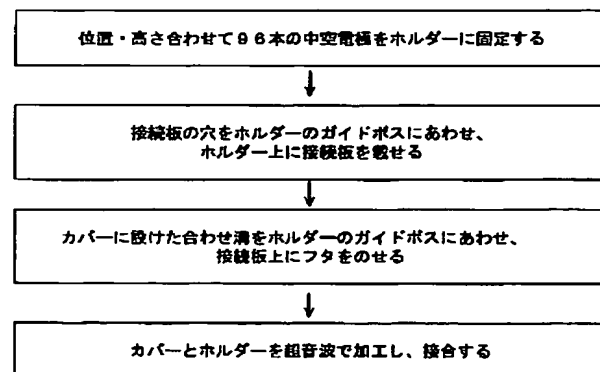 位置・高さ合わせて96本の中空電極をホルダーに固定する
接続板の穴をホルダーのガイドボスにあわせ、
ホルダー上に接続板を載せる
カバーに設けた合わせ溝をホルダーのガイドボスにあわせ、
接続板上にフタをのせる
カバーとホルダーを超音波で加工し、接合する